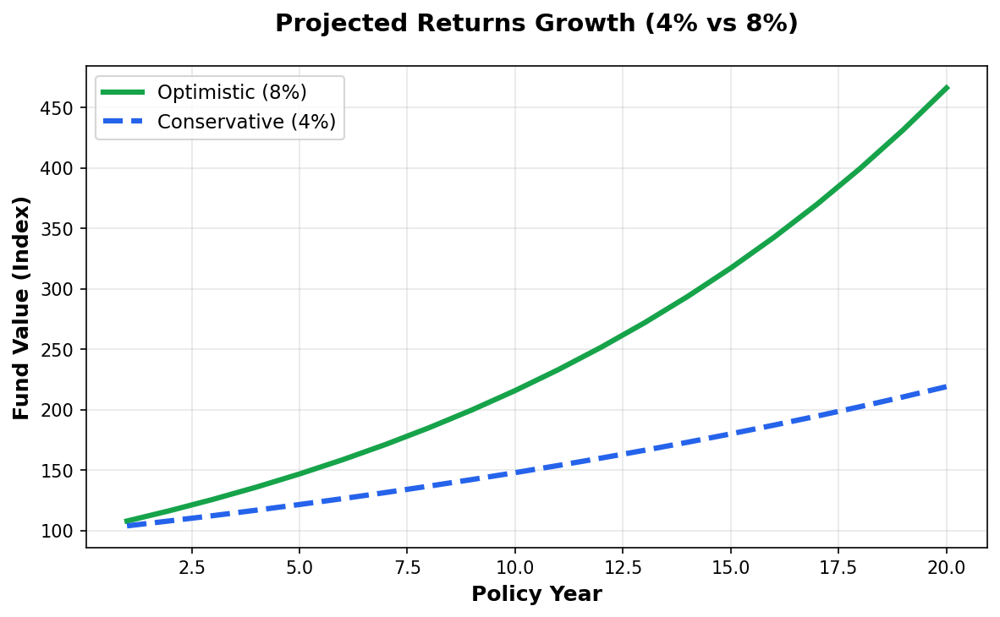 Projected Returns Growth (4% vs 8%)
Optimistic (8%)
Conservative (4%)
Fund Value (Index)
450
400
350
300
250
200
150
100
2.5 5.0 7.5 10.0 12.5 15.0 17.5 20.0
Policy Year